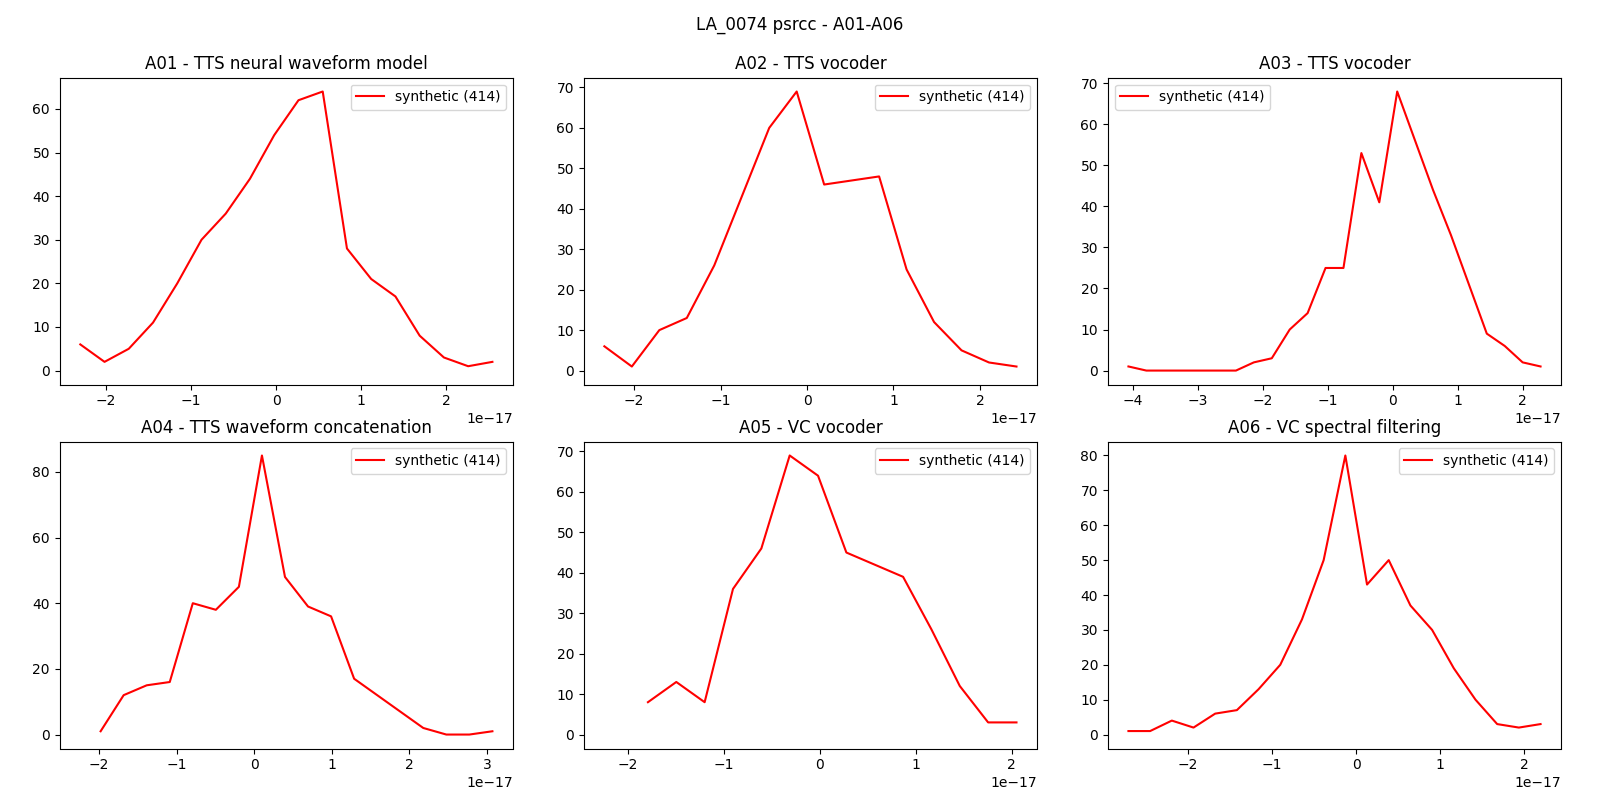 LA_0074 psrcc - A01-A06
A01 - TTS neural waveform model
synthetic (414)
60
50
40
30
20
10
0
−2 −1 0 1 2
1e−17
A02 - TTS vocoder
synthetic (414)
70
60
50
40
30
20
10
0
−2 −1 0 1 2
1e−17
A03 - TTS vocoder
synthetic (414)
70
60
50
40
30
20
10
0
−4 −3 −2 −1 0 1 2
1e−17
A04 - TTS waveform concatenation
synthetic (414)
80
60
40
20
0
−2 −1 0 1 2 3
1e−17
A05 - VC vocoder
synthetic (414)
70
60
50
40
30
20
10
0
−2 −1 0 1 2
1e−17
A06 - VC spectral filtering
synthetic (414)
80
70
60
50
40
30
20
10
0
−2 −1 0 1 2
1e−17